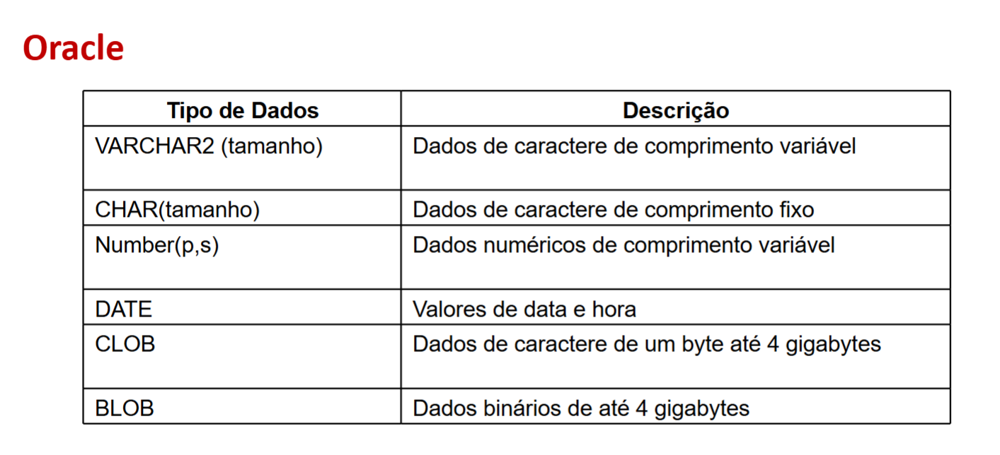 Oracle
Tipo de Dados Descrição
VARCHAR2 (tamanho) Dados de caractere de comprimento variável
CHAR(tamanho) Dados de caractere de comprimento fixo
Number(p,s) Dados numéricos de comprimento variável
DATE Valores de data e hora
CLOB Dados de caractere de um byte até 4 gigabytes
BLOB Dados binários de até 4 gigabytes